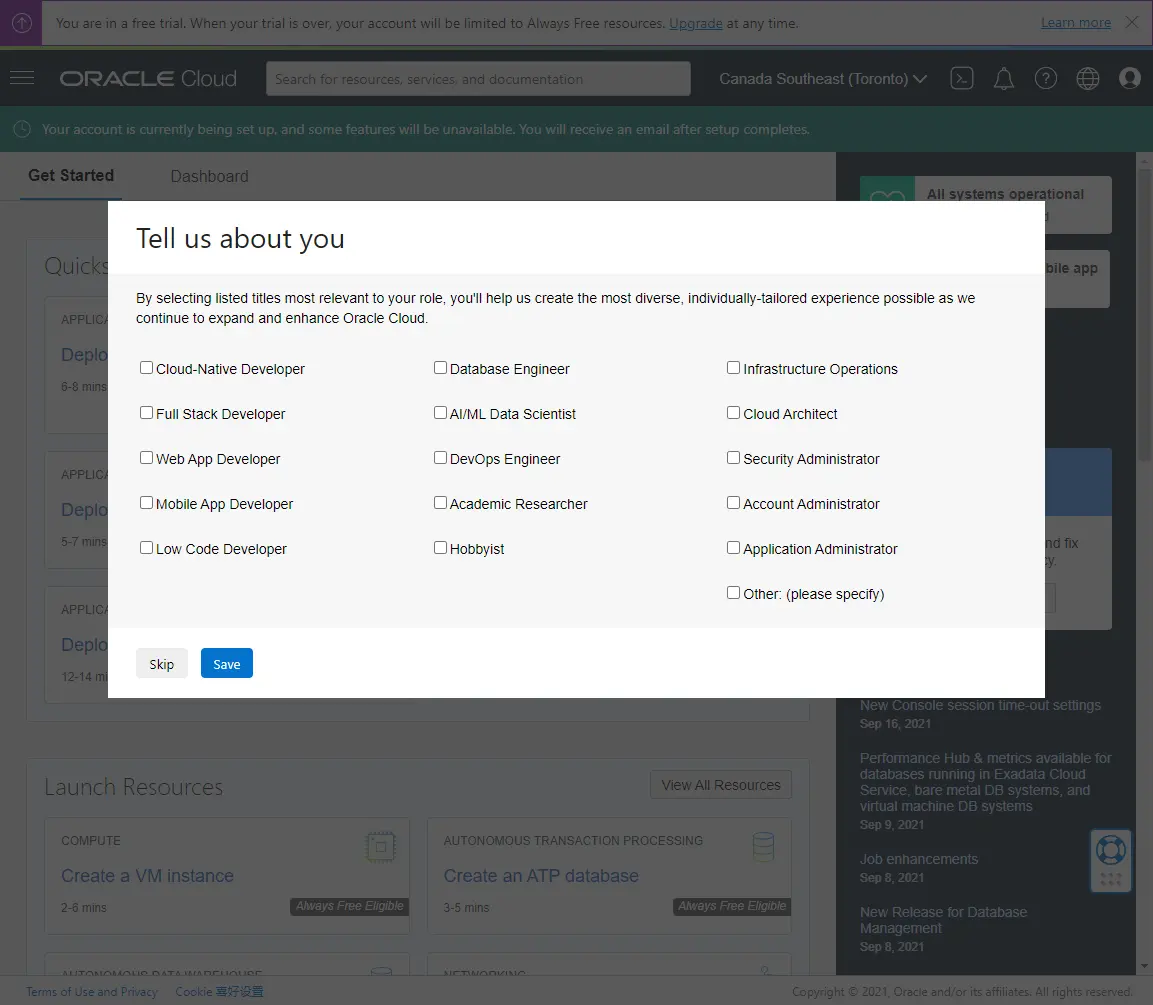 You are in a free trial. When your trial is over, your account will be limited to Always Free resources. Upgrade at any time.
Learn more
ORACLE Cloud
Search for resources, services, and documentation
Canada Southeast (Toronto)
Your account is currently being set up, and some features will be unavailable. You will receive an email after setup completes.
Get Started
Dashboard
All systems operational
bile app
Quicks
APPLICA
Deplo
6-8 mins
APPLICA
Deplo
5-7 mins
APPLICA
Deplo
12-14 mi
Tell us about you
By selecting listed titles most relevant to your role, you'll help us create the most diverse, individually-tailored experience possible as we
continue to expand and enhance Oracle Cloud.
Cloud-Native Developer
Database Engineer
Infrastructure Operations
Full Stack Developer
AI/ML Data Scientist
Cloud Architect
Web App Developer
DevOps Engineer
Security Administrator
Mobile App Developer
Academic Researcher
Account Administrator
Low Code Developer
Hobbyist
Application Administrator
Other: (please specify)
Skip
Save
nd fix
cy.
New Console session time-out settings
Sep 16, 2021
Performance Hub & metrics available for
databases running in Exadata Cloud
Service, bare metal DB systems, and
virtual machine DB systems
Sep 9, 2021
Job enhancements
Sep 8, 2021
New Release for Database
Management
Sep 8, 2021
Launch Resources
View All Resources
COMPUTE
Create a VM instance
2-6 mins
Always Free Eligible
AUTONOMOUS TRANSACTION PROCESSING
Create an ATP database
3-5 mins
Always Free Eligible
AUTONOMOUS DATA WAREHOUSE
NETWORKING
Terms of Use and Privacy
Cookie 喜好设置
Copyright © 2021, Oracle and/or its affiliates. All rights reserved.